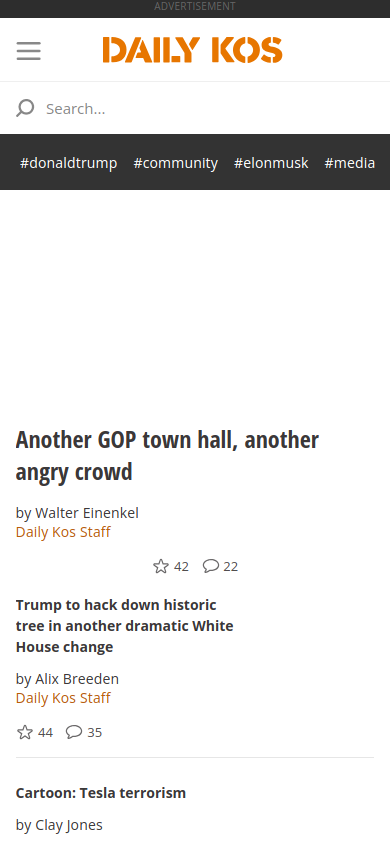 ADVERTISEMENT
DAILY KOS
Search...
#donaldtrump #community #elonmusk #media
Another GOP town hall, another
angry crowd
by Walter Einenkel
Daily Kos Staff
42 22
Trump to hack down historic
tree in another dramatic White
House change
by Alix Breeden
Daily Kos Staff
44 35
Cartoon: Tesla terrorism
by Clay Jones